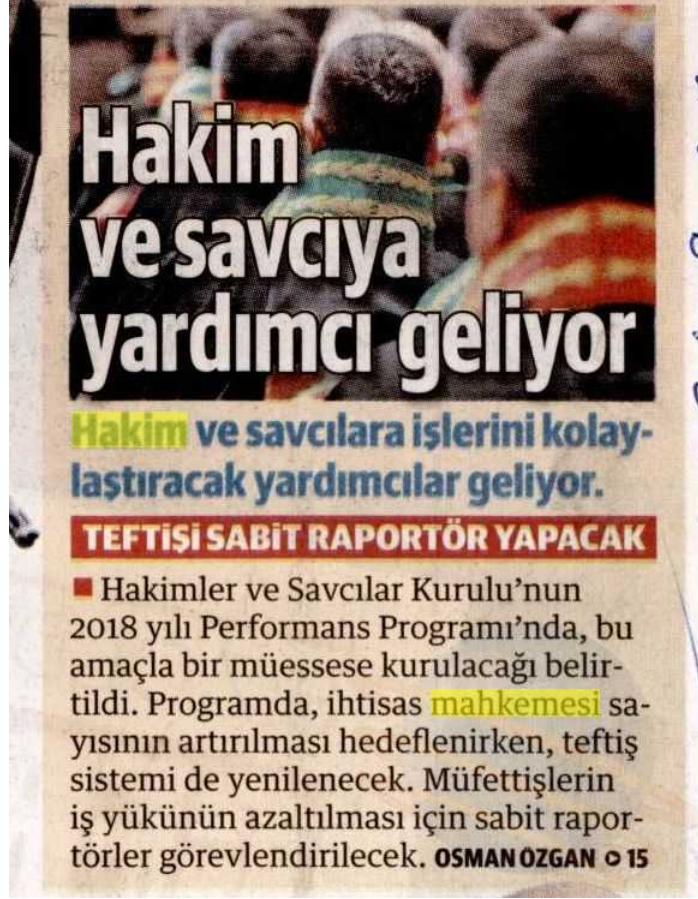 Hakim
ve savcıya
yardımcı geliyor
Hakim ve savcılara işlerini kolay-
laştıracak yardımcılar geliyor.
TEFTİŞİ SABİT RAPORTÖR YAPACAK
■ Hakimler ve Savcılar Kurulu’nun
2018 yılı Performans Programı’nda, bu
amaçla bir müessese kurulacağı belir-
tildi. Programda, ihtisas mahkemesi sa-
yısının artırılması hedeflenirken, teftiş
sistemi de yenilenecek. Müfettişlerin
iş yükünün azaltılması için sabit rapor-
törler görevlendirilecek. OSMAN ÖZGAN 15